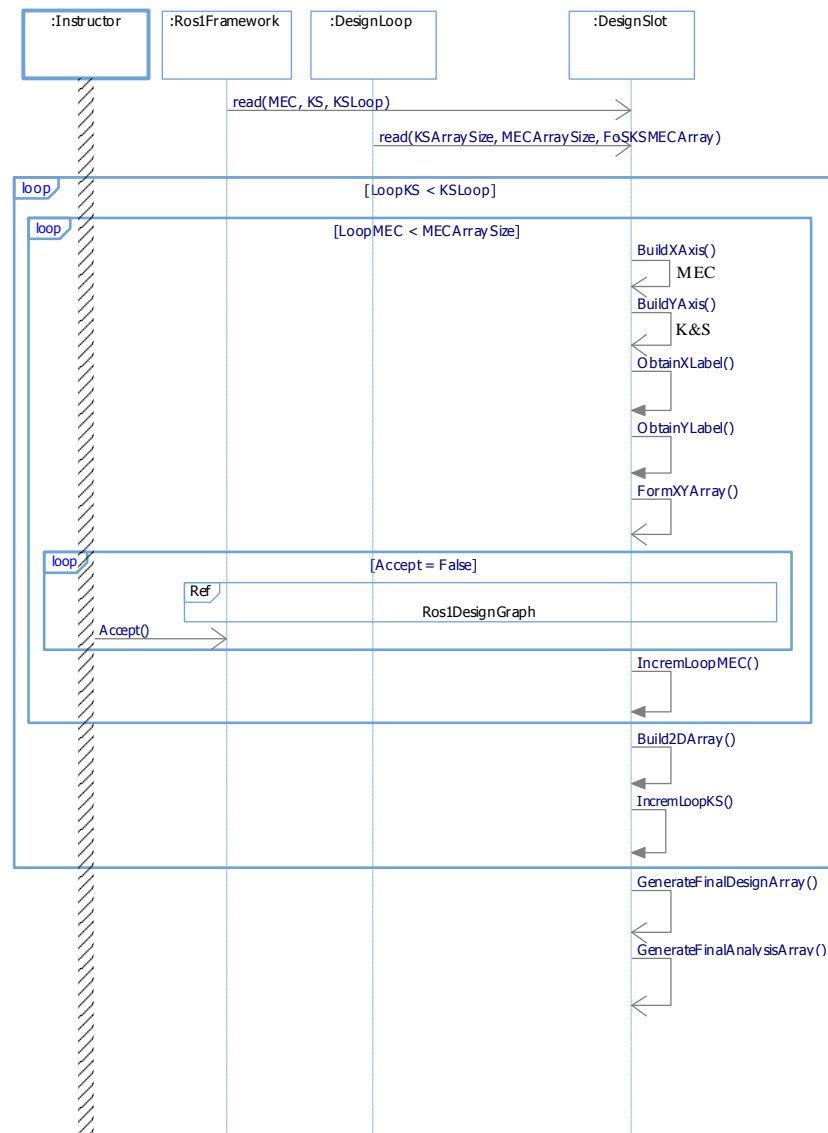 :Instructor
:Ros1Framework
:DesignLoop
:DesignSlot
read(MEC, KS, KSLoop)
read(KSArraySize, MECArraySize, FoSKSMECArray)
loop
[LoopKS < KSLoop]
loop
[LoopMEC < MECArraySize]
BuildXAxis()
MEC
BuildYAxis()
K&S
ObtainXLabel()
ObtainYLabel()
FormXYArray()
loop
[Accept = False]
Ref
Ros1DesignGraph
Accept()
IncremLoopMEC()
Build2DArray()
IncremLoopKS()
GenerateFinalDesignArray()
GenerateFinalAnalysisArray()